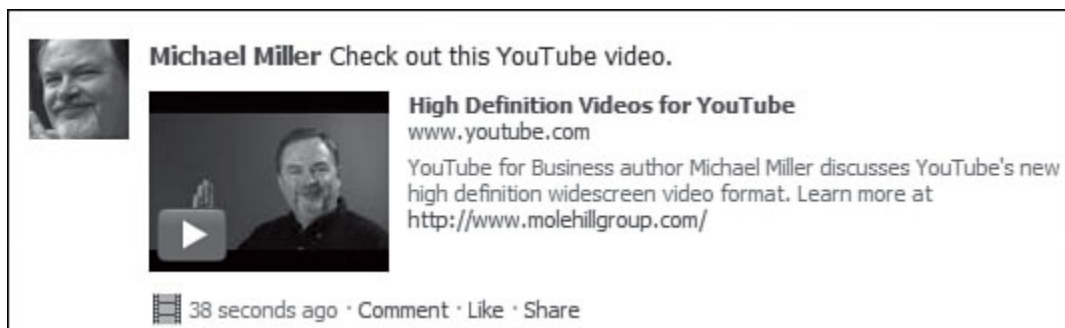 Michael Miller Check out this YouTube video.
High Definition Videos for YouTube
www.youtube.com
YouTube for Business author Michael Miller discusses YouTube's new
high definition widescreen video format. Learn more at
http://www.molehillgroup.com/
38 seconds ago · Comment · Like · Share